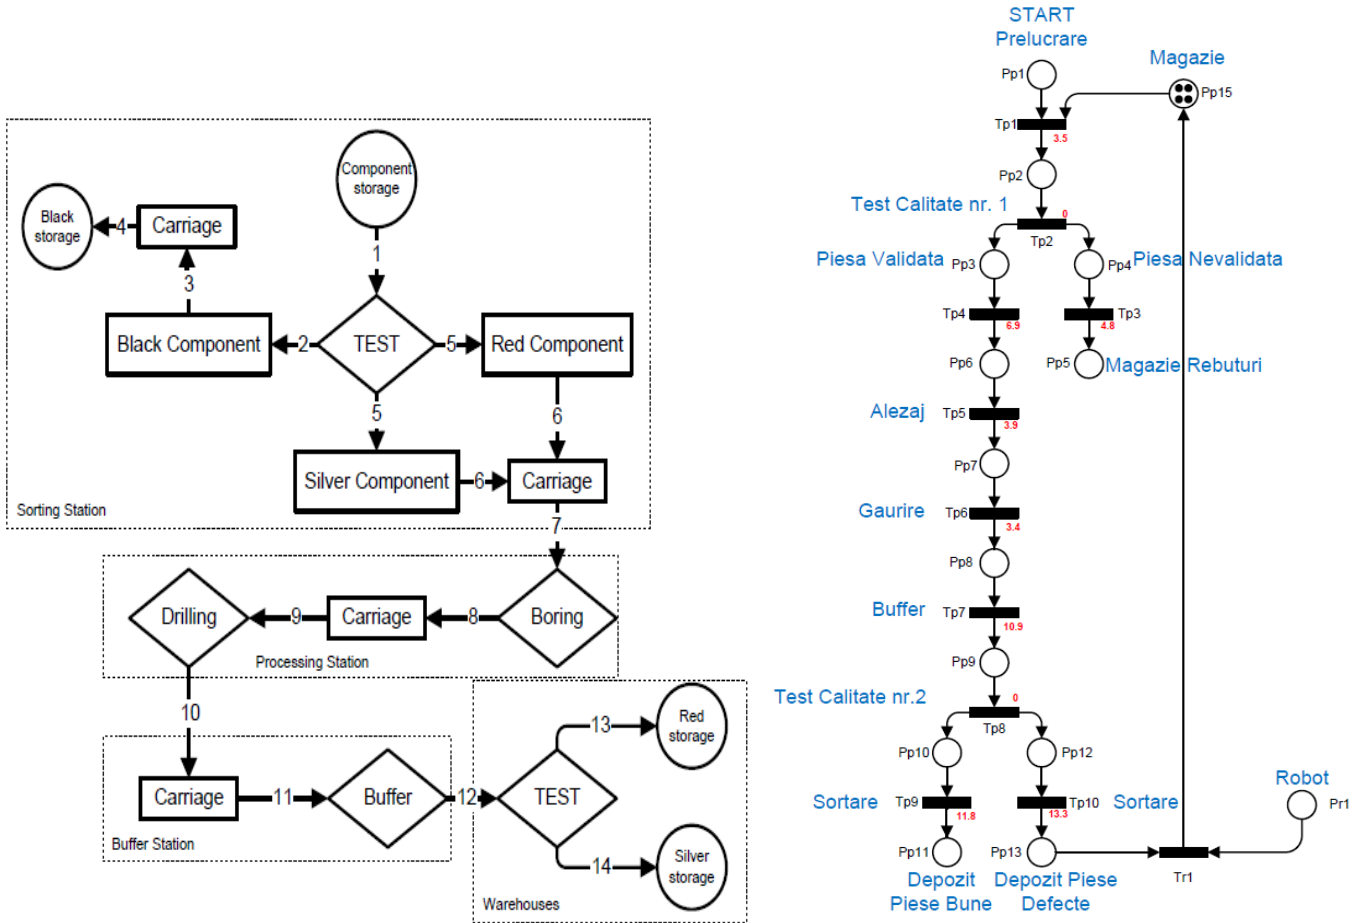 Component
storage
1
Black
storage
4
Carriage
3
Black Component
2
TEST
5
Red Component
5
6
Silver Component
6
Carriage
Sorting Station
7
Drilling
9
Carriage
8
Boring
Processing Station
10
Carriage
11
Buffer
12
Buffer Station
TEST
13
Red
storage
14
Silver
storage
Warehouses
START
Prelucrare
Pp1
Magazie
Pp15
Tp1
3.5
Pp2
Test Calitate nr. 1
0
Tp2
Piesa Validata
Pp3
Pp4
Piesa Nevalidata
Tp4
6.9
Tp3
4.8
Pp6
Pp5
Magazie Rebuturi
Alezaj
Tp5
3.9
Pp7
Gaurire
Tp6
3.4
Pp8
Buffer
Tp7
10.9
Pp9
Test Calitate nr.2
0
Tp8
Pp10
Pp12
Sortare
Tp9
11.8
Tp10
13.3
Sortare
Robot
Pr1
Pp11
Pp13
Tr1
Depozit
Piese Bune
Depozit Piese
Defecte